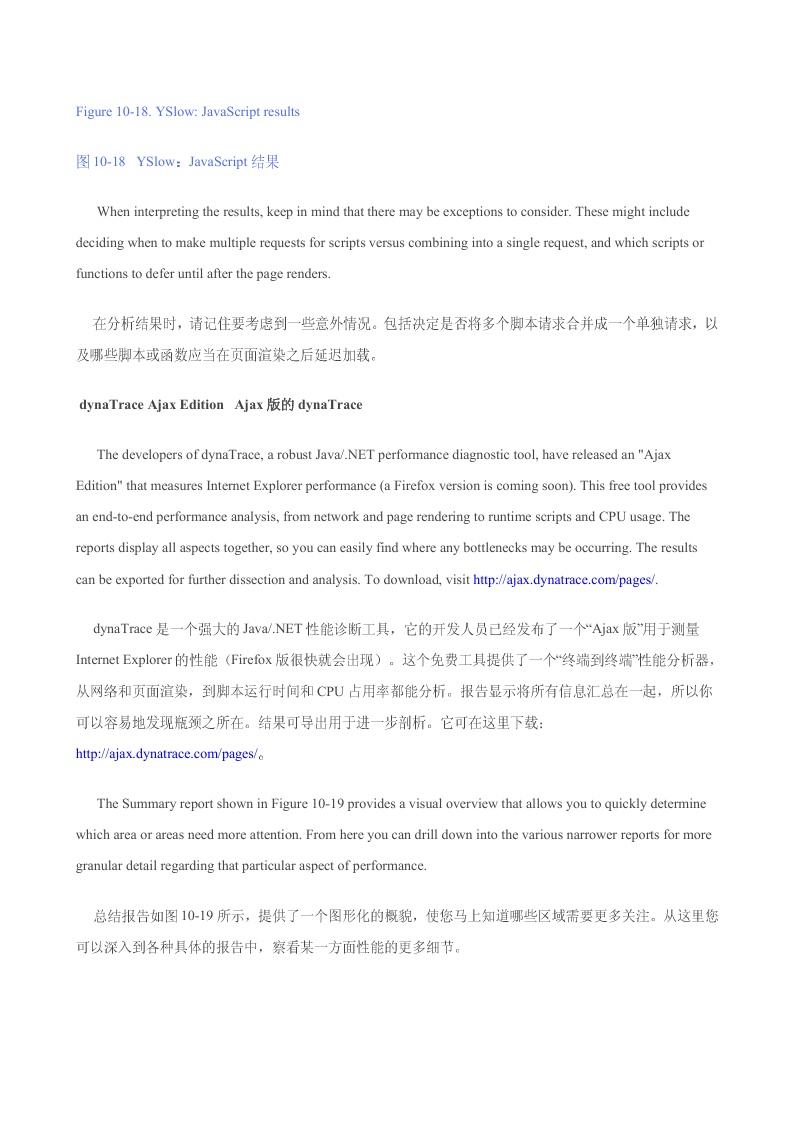 Figure 10-18. YSlow: JavaScript results
图 10-18 YSlow：JavaScript 结果
When interpreting the results, keep in mind that there may be exceptions to consider. These might include
deciding when to make multiple requests for scripts versus combining into a single request, and which scripts or
functions to defer until after the page renders.
在分析结果时，请记住要考虑到一些意外情况。包括决定是否将多个脚本请求合并成一个单独请求，以
及哪些脚本或函数应当在页面渲染之后延迟加载。
dynaTrace Ajax Edition Ajax 版的 dynaTrace
The developers of dynaTrace, a robust Java/.NET performance diagnostic tool, have released an "Ajax
Edition" that measures Internet Explorer performance (a Firefox version is coming soon). This free tool provides
an end-to-end performance analysis, from network and page rendering to runtime scripts and CPU usage. The
reports display all aspects together, so you can easily find where any bottlenecks may be occurring. The results
can be exported for further dissection and analysis. To download, visit http://ajax.dynatrace.com/pages/.
dynaTrace 是一个强大的 Java/.NET 性能诊断工具，它的开发人员已经发布了一个“Ajax 版”用于测量
Internet Explorer 的性能（Firefox 版很快就会出现）。这个免费工具提供了一个“终端到终端”性能分析器，
从网络和页面渲染，到脚本运行时间和 CPU 占用率都能分析。报告显示将所有信息汇总在一起，所以你
可以容易地发现瓶颈之所在。结果可导出用于进一步剖析。它可在这里下载：
http://ajax.dynatrace.com/pages/。
The Summary report shown in Figure 10-19 provides a visual overview that allows you to quickly determine
which area or areas need more attention. From here you can drill down into the various narrower reports for more
granular detail regarding that particular aspect of performance.
总结报告如图 10-19 所示，提供了一个图形化的概貌，使您马上知道哪些区域需要更多关注。从这里您
可以深入到各种具体的报告中，察看某一方面性能的更多细节。